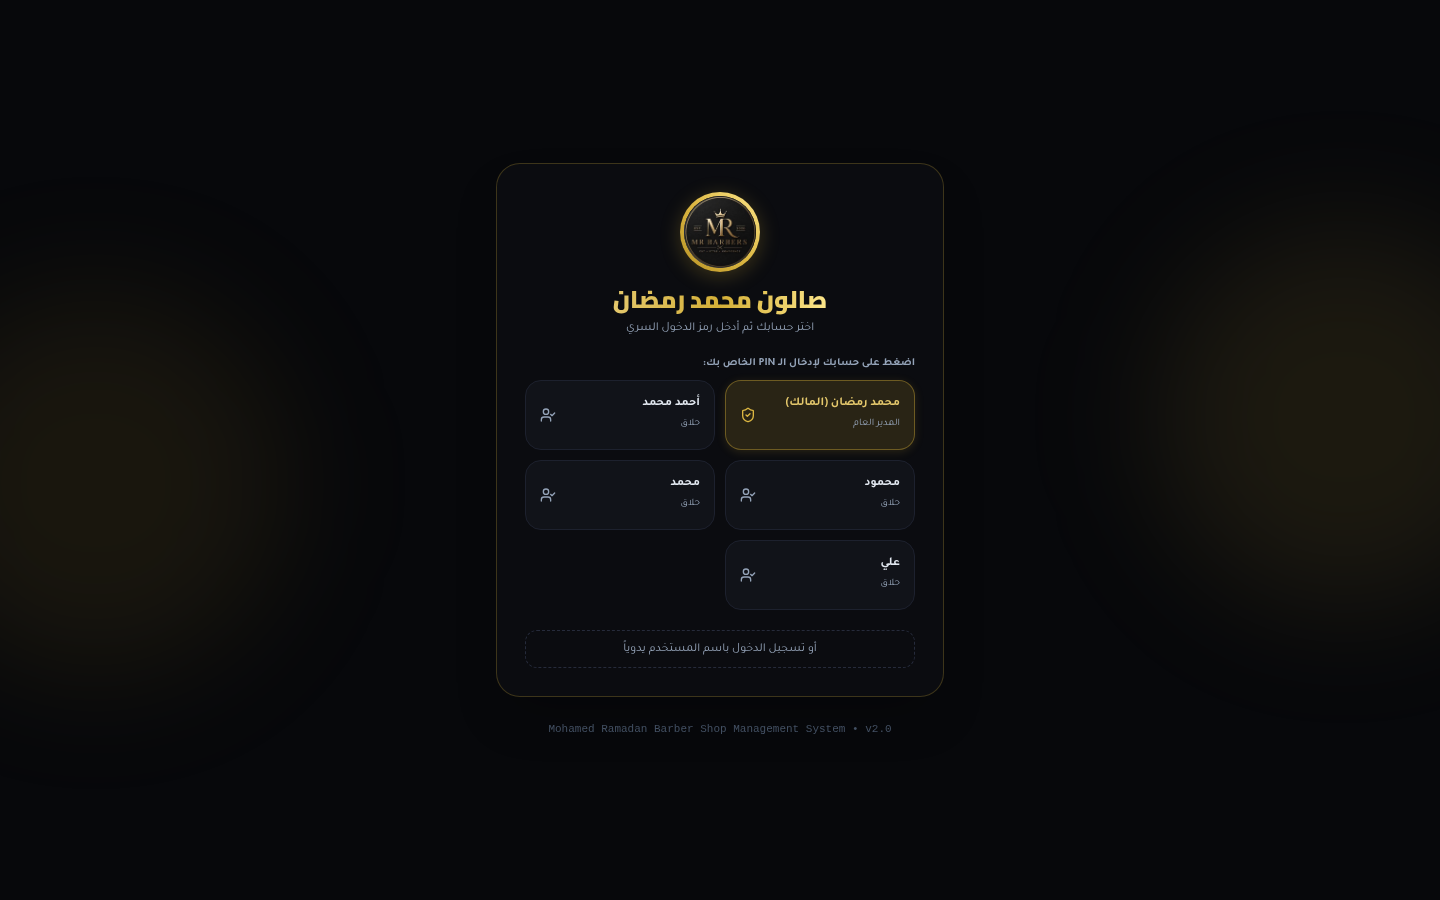 MR
MR BARBERS
صالون محمد رمضان
اختر حسابك ثم أدخل رمز الدخول السري
اضغط على حسابك لإدخال الـ PIN الخاص بك:
محمد رمضان (المالك)
المدير العام
أحمد محمد
حلاق
محمود
حلاق
محمد
حلاق
علي
حلاق
أو تسجيل الدخول باسم المستخدم يدوياً
Mohamed Ramadan Barber Shop Management System • v2.0